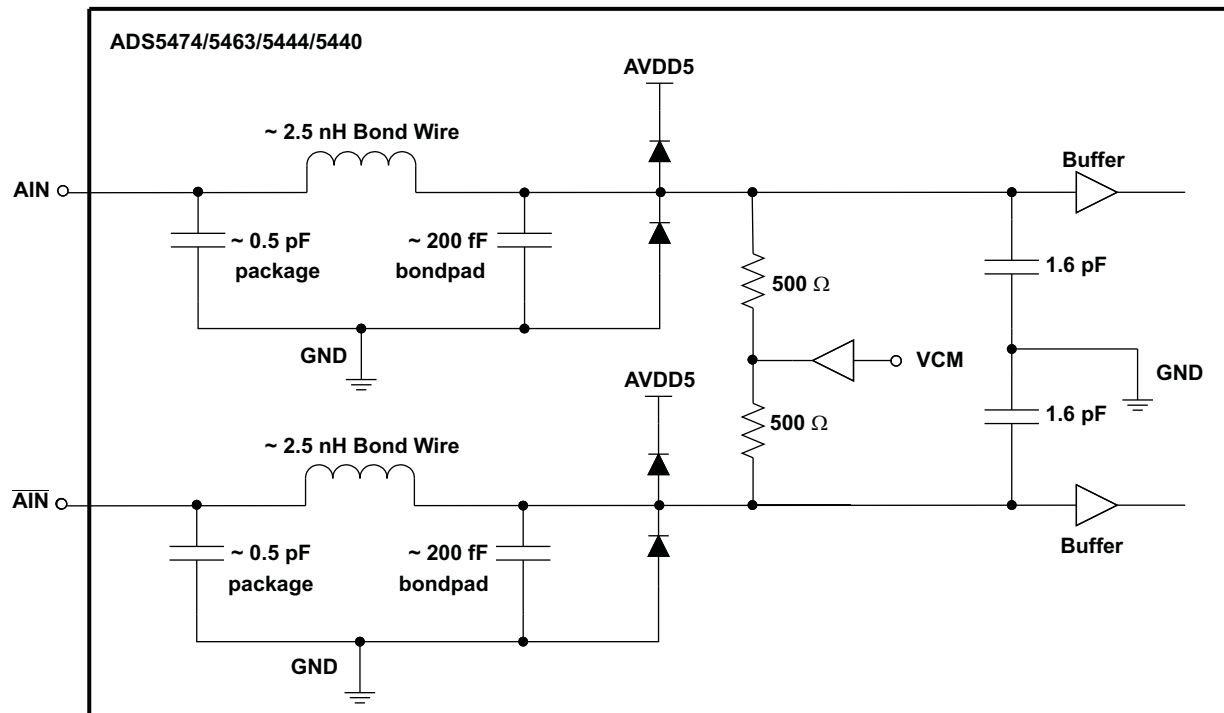 ADS5474/5463/5444/5440
AVDD5
~ 2.5 nH Bond Wire
Buffer
AIN
~ 0.5 pF
package
~ 200 fF
bondpad
1.6 pF
500 Ω
GND
VCM
GND
AVDD5
1.6 pF
500 Ω
~ 2.5 nH Bond Wire
A̅I̅N̅
~ 0.5 pF
package
~ 200 fF
bondpad
Buffer
GND